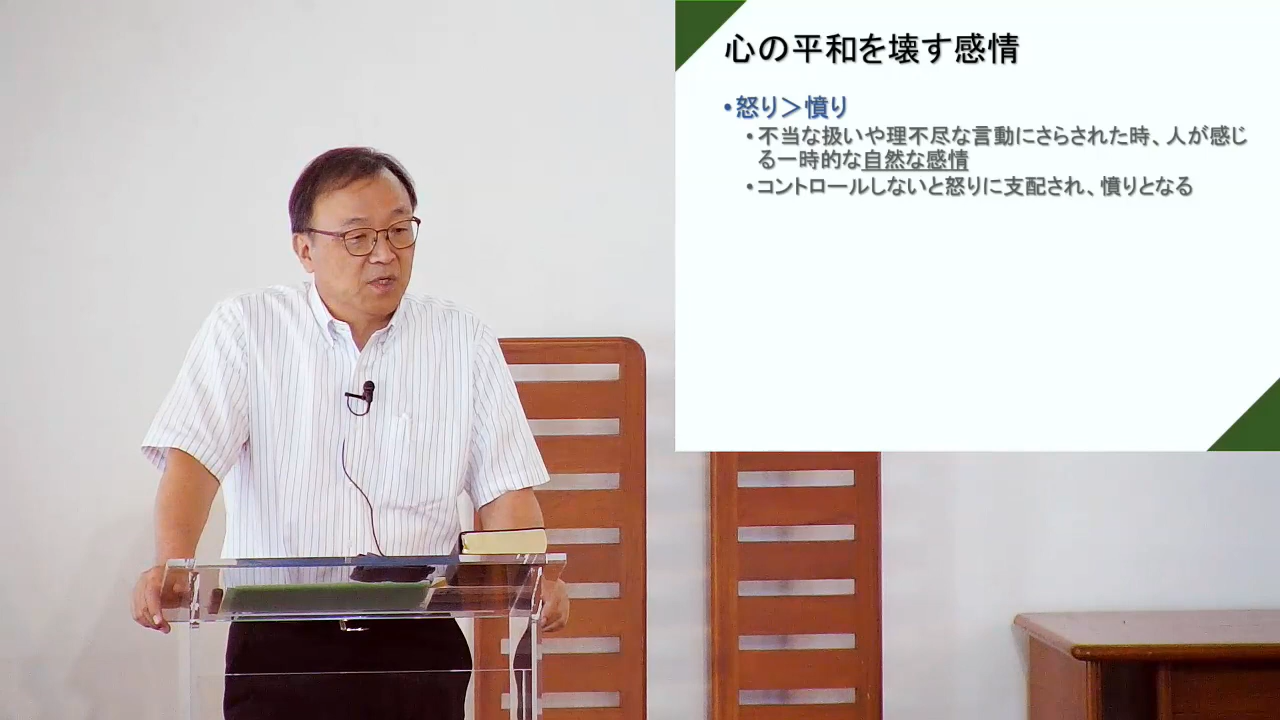 心の平和を壊す感情
•怒り＞憤り
•不当な扱いや理不尽な言動にさらされた時、人が感じ
る一時的な自然な感情
•コントロールしないと怒りに支配され、憤りとなる